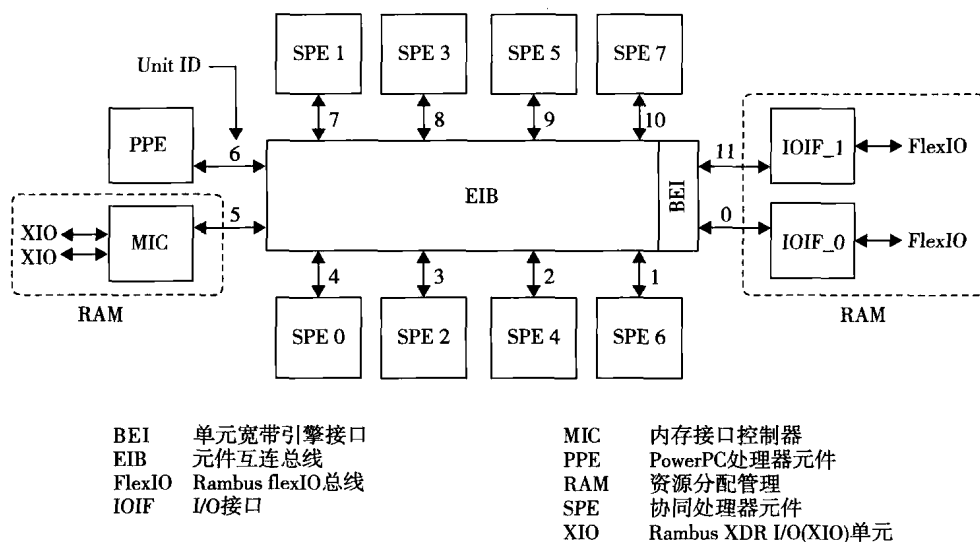 SPE 1
SPE 3
SPE 5
SPE 7
Unit ID
7
8
9
10
PPE
6
11
IOIF_1
FlexIO
EIB
BEI
XIO
XIO
MIC
5
0
IOIF_0
FlexIO
RAM
4
3
2
1
RAM
SPE 0
SPE 2
SPE 4
SPE 6
BEI 单元宽带引擎接口
EIB 元件互连总线
FlexIO Rambus flexIO总线
IOIF I/O接口
MIC 内存接口控制器
PPE PowerPC处理器元件
RAM 资源分配管理
SPE 协同处理器元件
XIO Rambus XDR I/O(XIO)单元